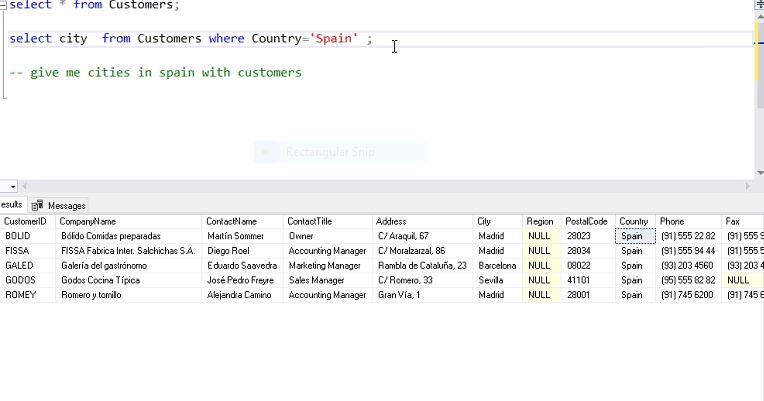 select * from Customers;
select city  from Customers where Country='Spain' ;
-- give me cities in spain with customers
Rectangular Snip
esults Messages
CustomerID CompanyName ContactName ContactTitle Address City Region PostalCode Country Phone Fax
BOLID Bólido Comidas preparadas Martín Sommer Owner C/ Araquil, 67 Madrid NULL 28023 Spain (91) 555 22 82 (91) 555 9
FISSA FISSA Fabrica Inter. Salchichas S.A. Diego Roel Accounting Manager C/ Moralzarzal, 86 Madrid NULL 28034 Spain (91) 555 94 44 (91) 555 5
GALED Galería del gastrónomo Eduardo Saavedra Marketing Manager Rambla de Cataluña, 23 Barcelona NULL 08022 Spain (93) 203 4560 (93) 203 4
GODOS Godos Cocina Típica José Pedro Freyre Sales Manager C/ Romero, 33 Sevilla NULL 41101 Spain (95) 555 82 82 NULL
ROMEY Romero y tomillo Alejandra Camino Accounting Manager Gran Vía, 1 Madrid NULL 28001 Spain (91) 745 6200 (91) 745 6